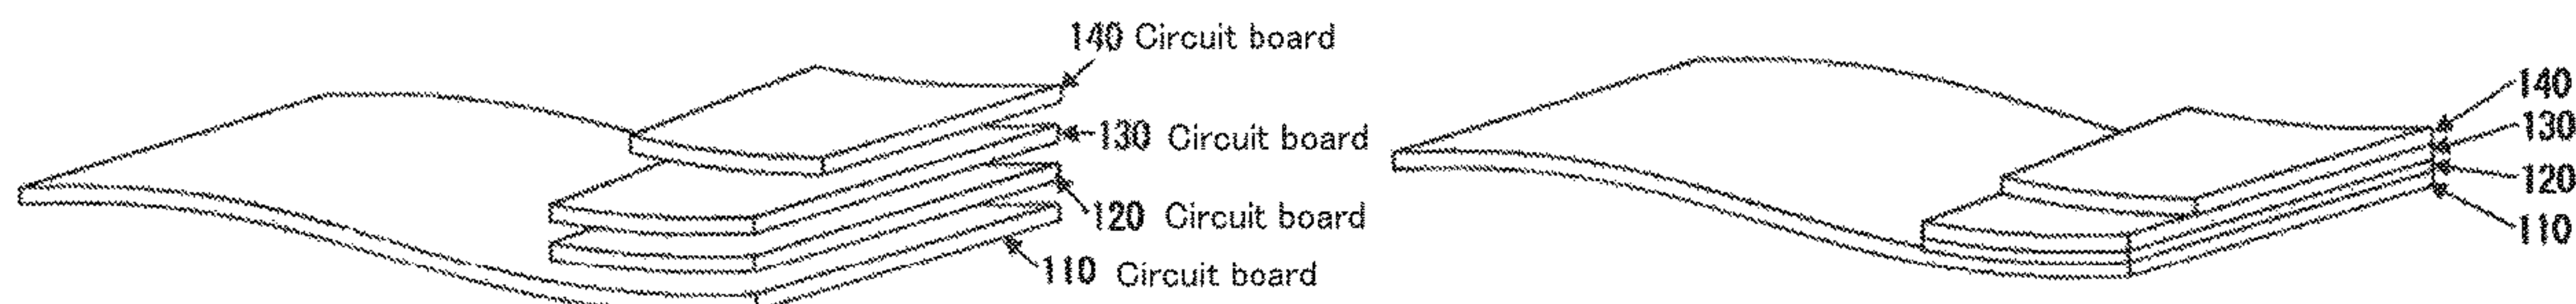 140 Circuit board
130 Circuit board
120 Circuit board
110 Circuit board
140
130
120
110